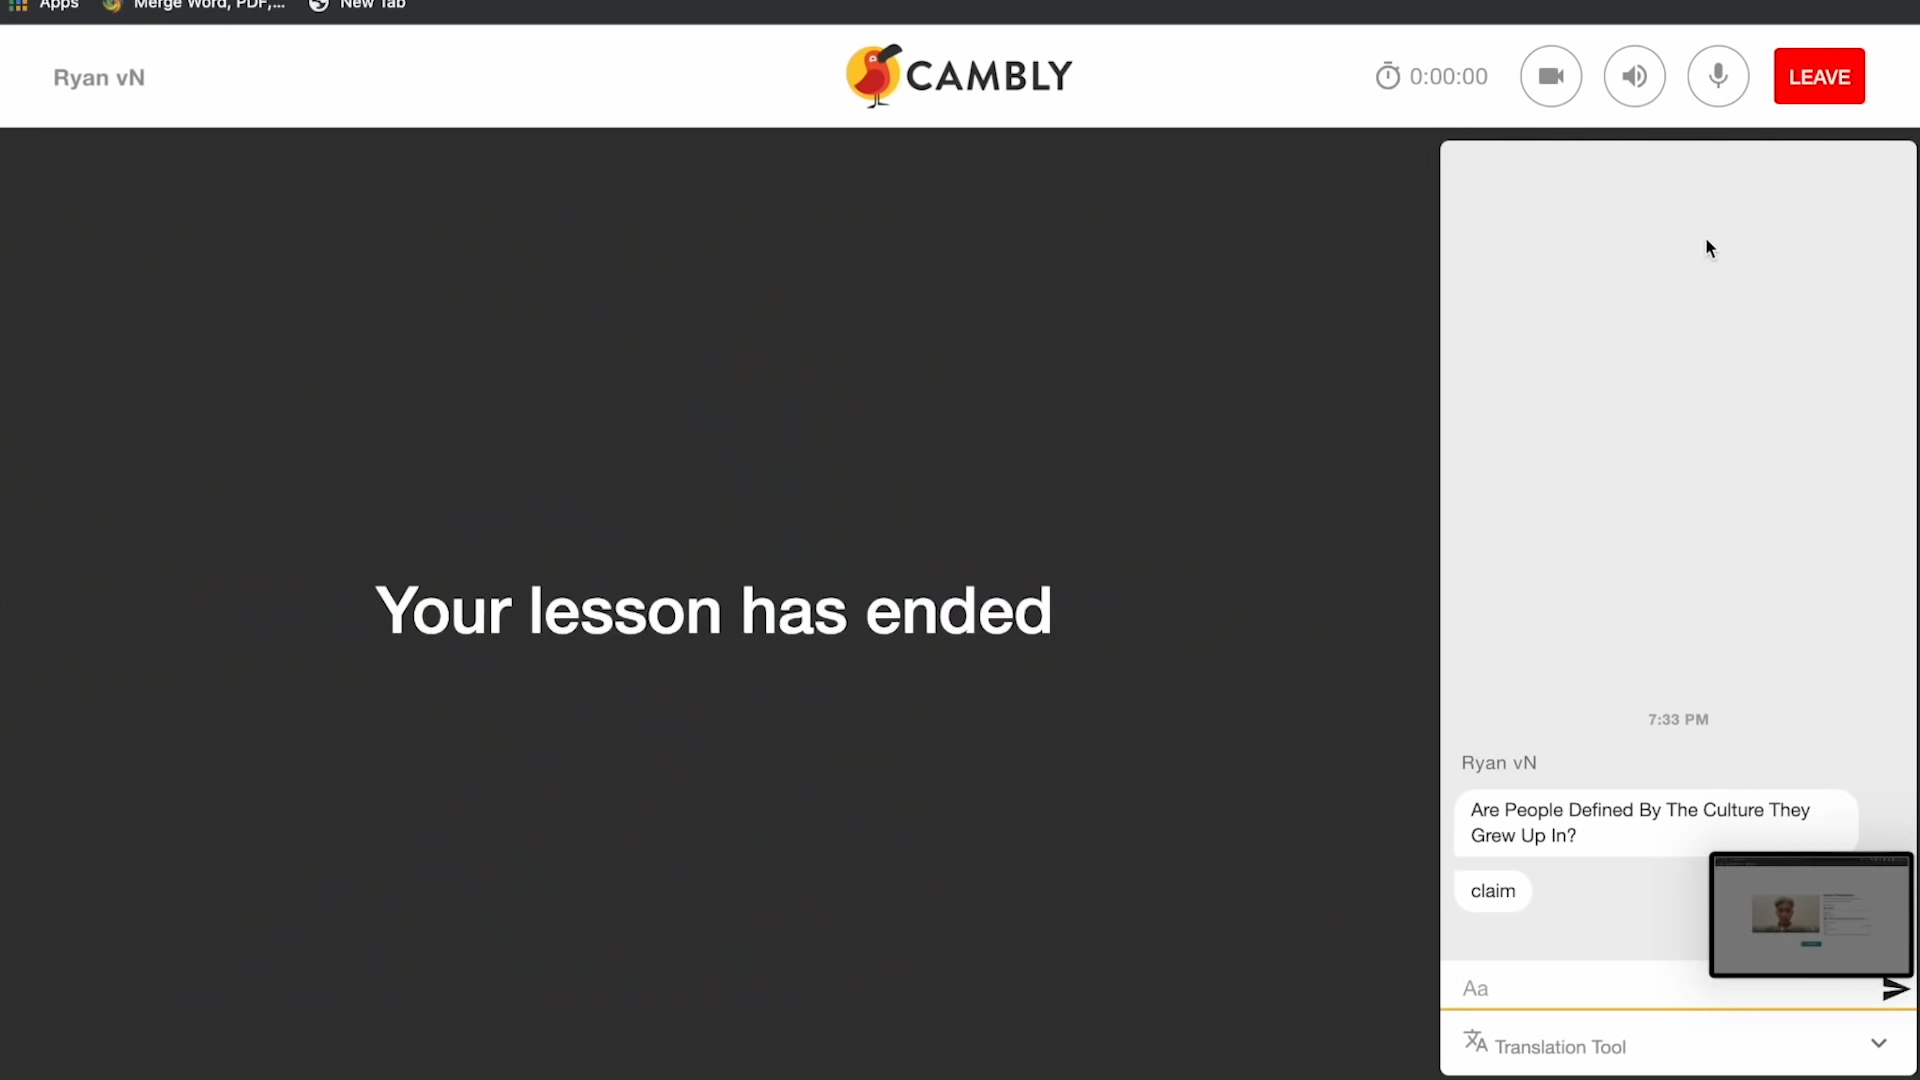 Apps Merge Word, PDF,... New Tab
Ryan vN
CAMBLY
0:00:00
LEAVE
Your lesson has ended
7:33 PM
Ryan vN
Are People Defined By The Culture They
Grew Up In?
claim
Aa
Translation Tool